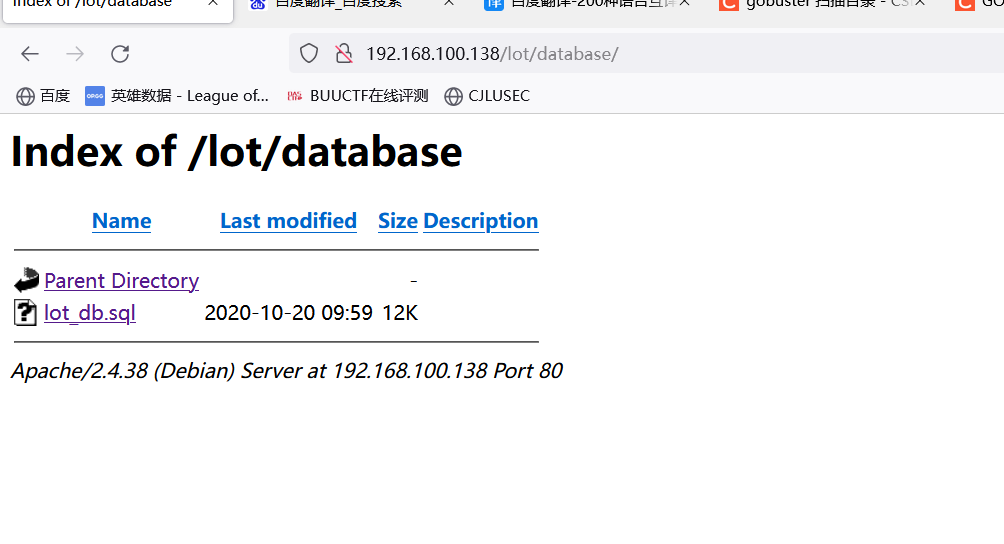 Index of /lot/database
百度翻译_百度搜索
百度翻译-200种语言互译
gobuster 扫描目录 - CS
GO
192.168.100.138/lot/database/
百度
英雄数据 - League of...
BUUCTF在线评测
CJLUSEC
Index of /lot/database
Name Last modified Size Description
Parent Directory -
lot_db.sql 2020-10-20 09:59 12K
Apache/2.4.38 (Debian) Server at 192.168.100.138 Port 80